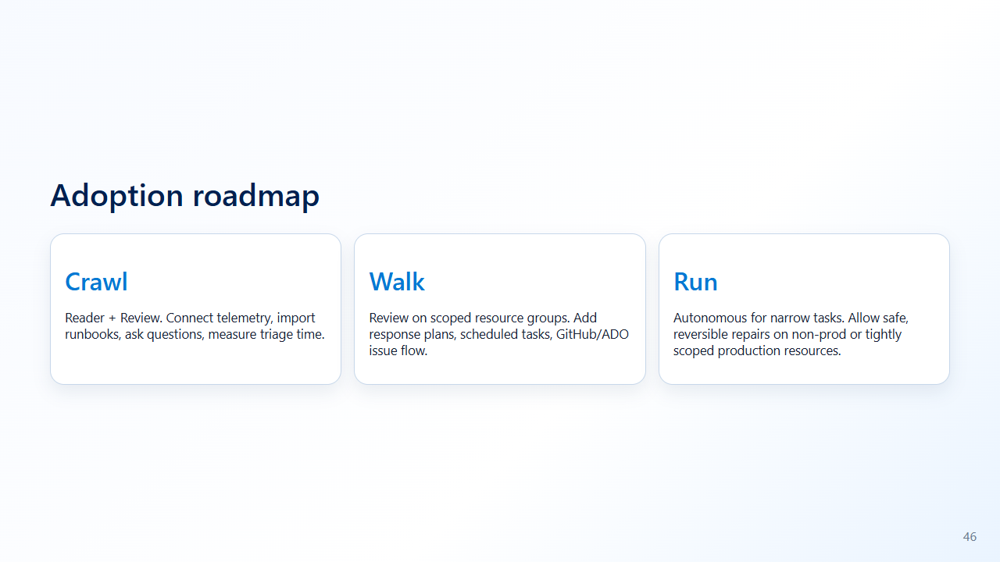 Adoption roadmap
Crawl
Reader + Review. Connect telemetry, import
runbooks, ask questions, measure triage time.
Walk
Review on scoped resource groups. Add
response plans, scheduled tasks, GitHub/ADO
issue flow.
Run
Autonomous for narrow tasks. Allow safe,
reversible repairs on non-prod or tightly
scoped production resources.
46